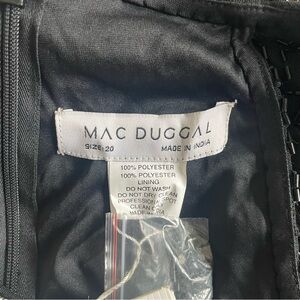 MAC DUGGAL
SIZE-20 MADE IN INDIA
100% POLYESTER
100% POLYESTER
LINING
DO NOT WASH
DO NOT DRY CLEAN
PROFESSIONAL SPOT
CLEAN